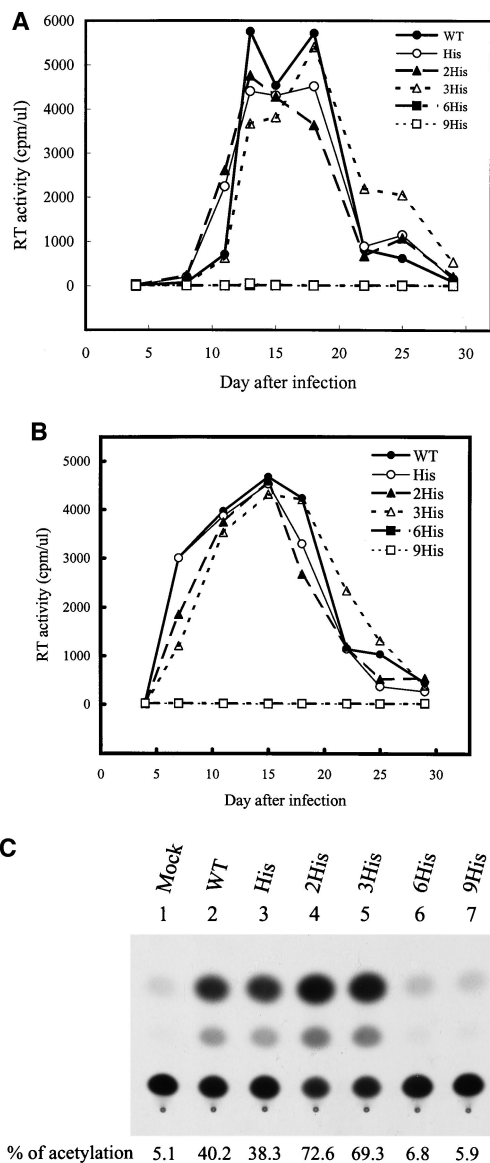 A
6000
5000
4000
3000
2000
1000
0
RT activity (cpm/ul)
WT
His
2His
3His
6His
9His
0 5 10 15 20 25 30
Day after infection
B
5000
4000
3000
2000
1000
0
RT activity (cpm/ul)
WT
His
2His
3His
6His
9His
0 5 10 15 20 25 30
Day after infection
C
Mock WT His 2His 3His 6His 9His
1 2 3 4 5 6 7
% of acetylation 5.1 40.2 38.3 72.6 69.3 6.8 5.9